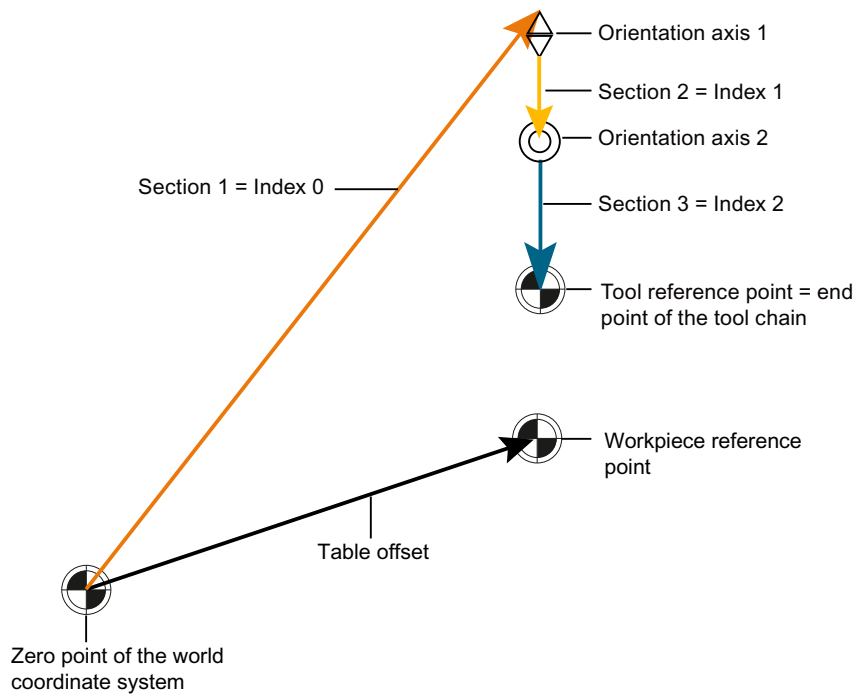 Orientation axis 1
Section 2 = Index 1
Orientation axis 2
Section 1 = Index 0
Section 3 = Index 2
Tool reference point = end
point of the tool chain
Workpiece reference
point
Table offset
Zero point of the world
coordinate system